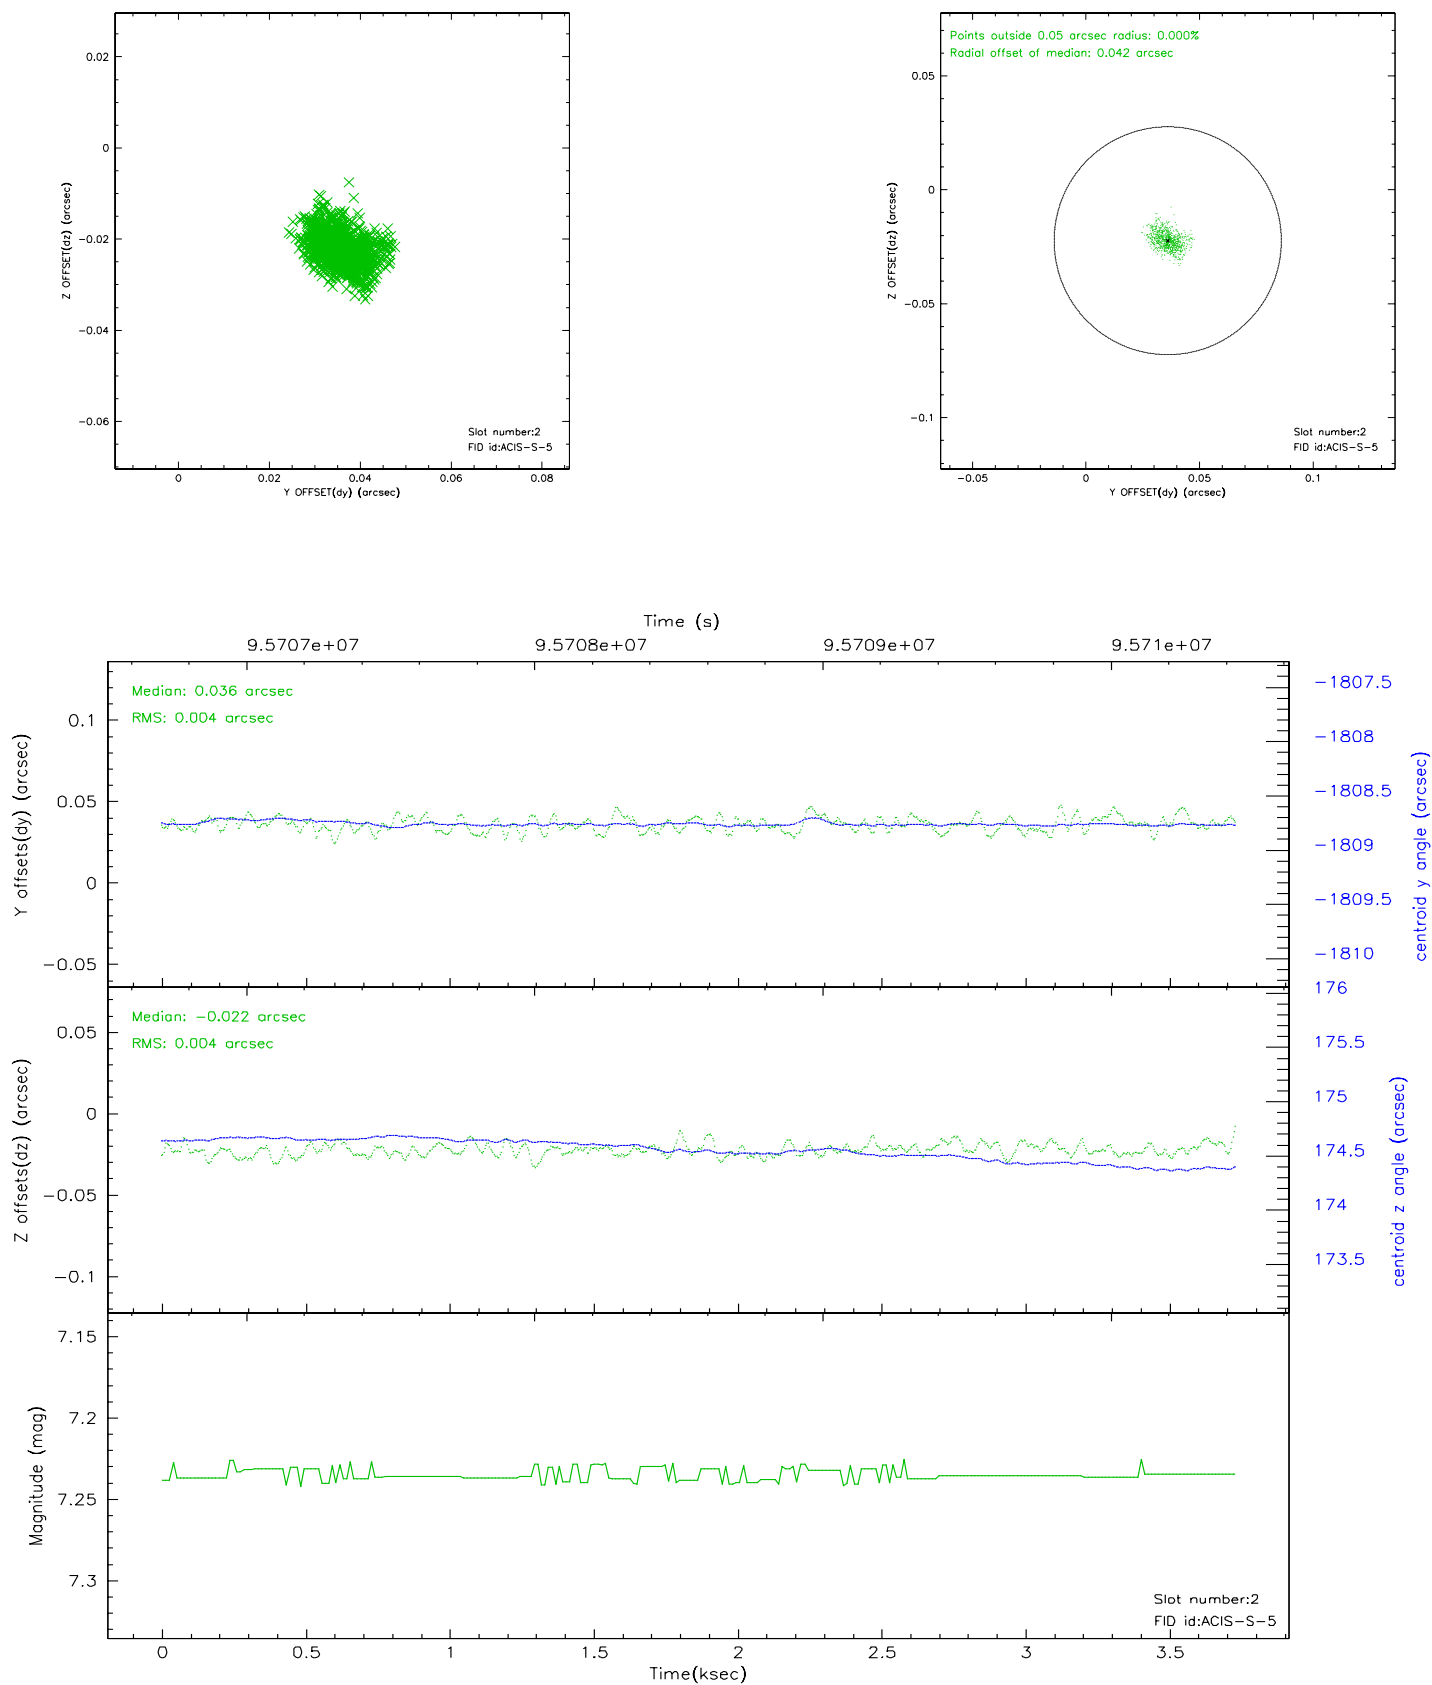 0.02
0
−0.02
−0.04
−0.06
Z OFFSET(dz) (arcsec)
Slot number:2
FID id:ACIS−S−5
0 0.02 0.04 0.06 0.08
Y OFFSET(dy) (arcsec)
Points outside 0.05 arcsec radius: 0.000%
Radial offset of median: 0.042 arcsec
0.05
0
−0.05
−0.1
Z OFFSET(dz) (arcsec)
Slot number:2
FID id:ACIS−S−5
−0.05 0 0.05 0.1
Y OFFSET(dy) (arcsec)
Time (s)
9.5707e+07 9.5708e+07 9.5709e+07 9.571e+07
Median: 0.036 arcsec
RMS: 0.004 arcsec
0.1
0.05
0
−0.05
Y offsets(dy) (arcsec)
−1807.5
−1808
−1808.5
−1809
−1809.5
−1810
centroid y angle (arcsec)
Median: −0.022 arcsec
RMS: 0.004 arcsec
0.05
0
−0.05
−0.1
Z offsets(dz) (arcsec)
176
175.5
175
174.5
174
173.5
centroid z angle (arcsec)
7.15
7.2
7.25
7.3
Magnitude (mag)
Slot number:2
FID id:ACIS−S−5
0 0.5 1 1.5 2 2.5 3 3.5
Time(ksec)